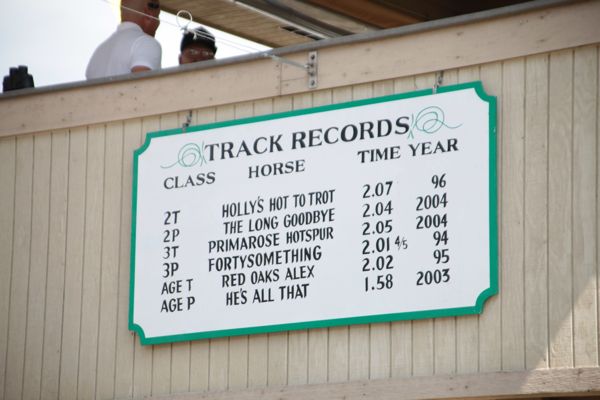 TRACK RECORDS
CLASS HORSE TIME YEAR
2T HOLLY'S HOT TO TROT 2.07 96
2P THE LONG GOODBYE 2.04 2004
3T PRIMAROSE HOTSPUR 2.05 2004
3P FORTYSOMETHING 2.01 4/5 94
AGE T RED OAKS ALEX 2.02 95
AGE P HE'S ALL THAT 1.58 2003